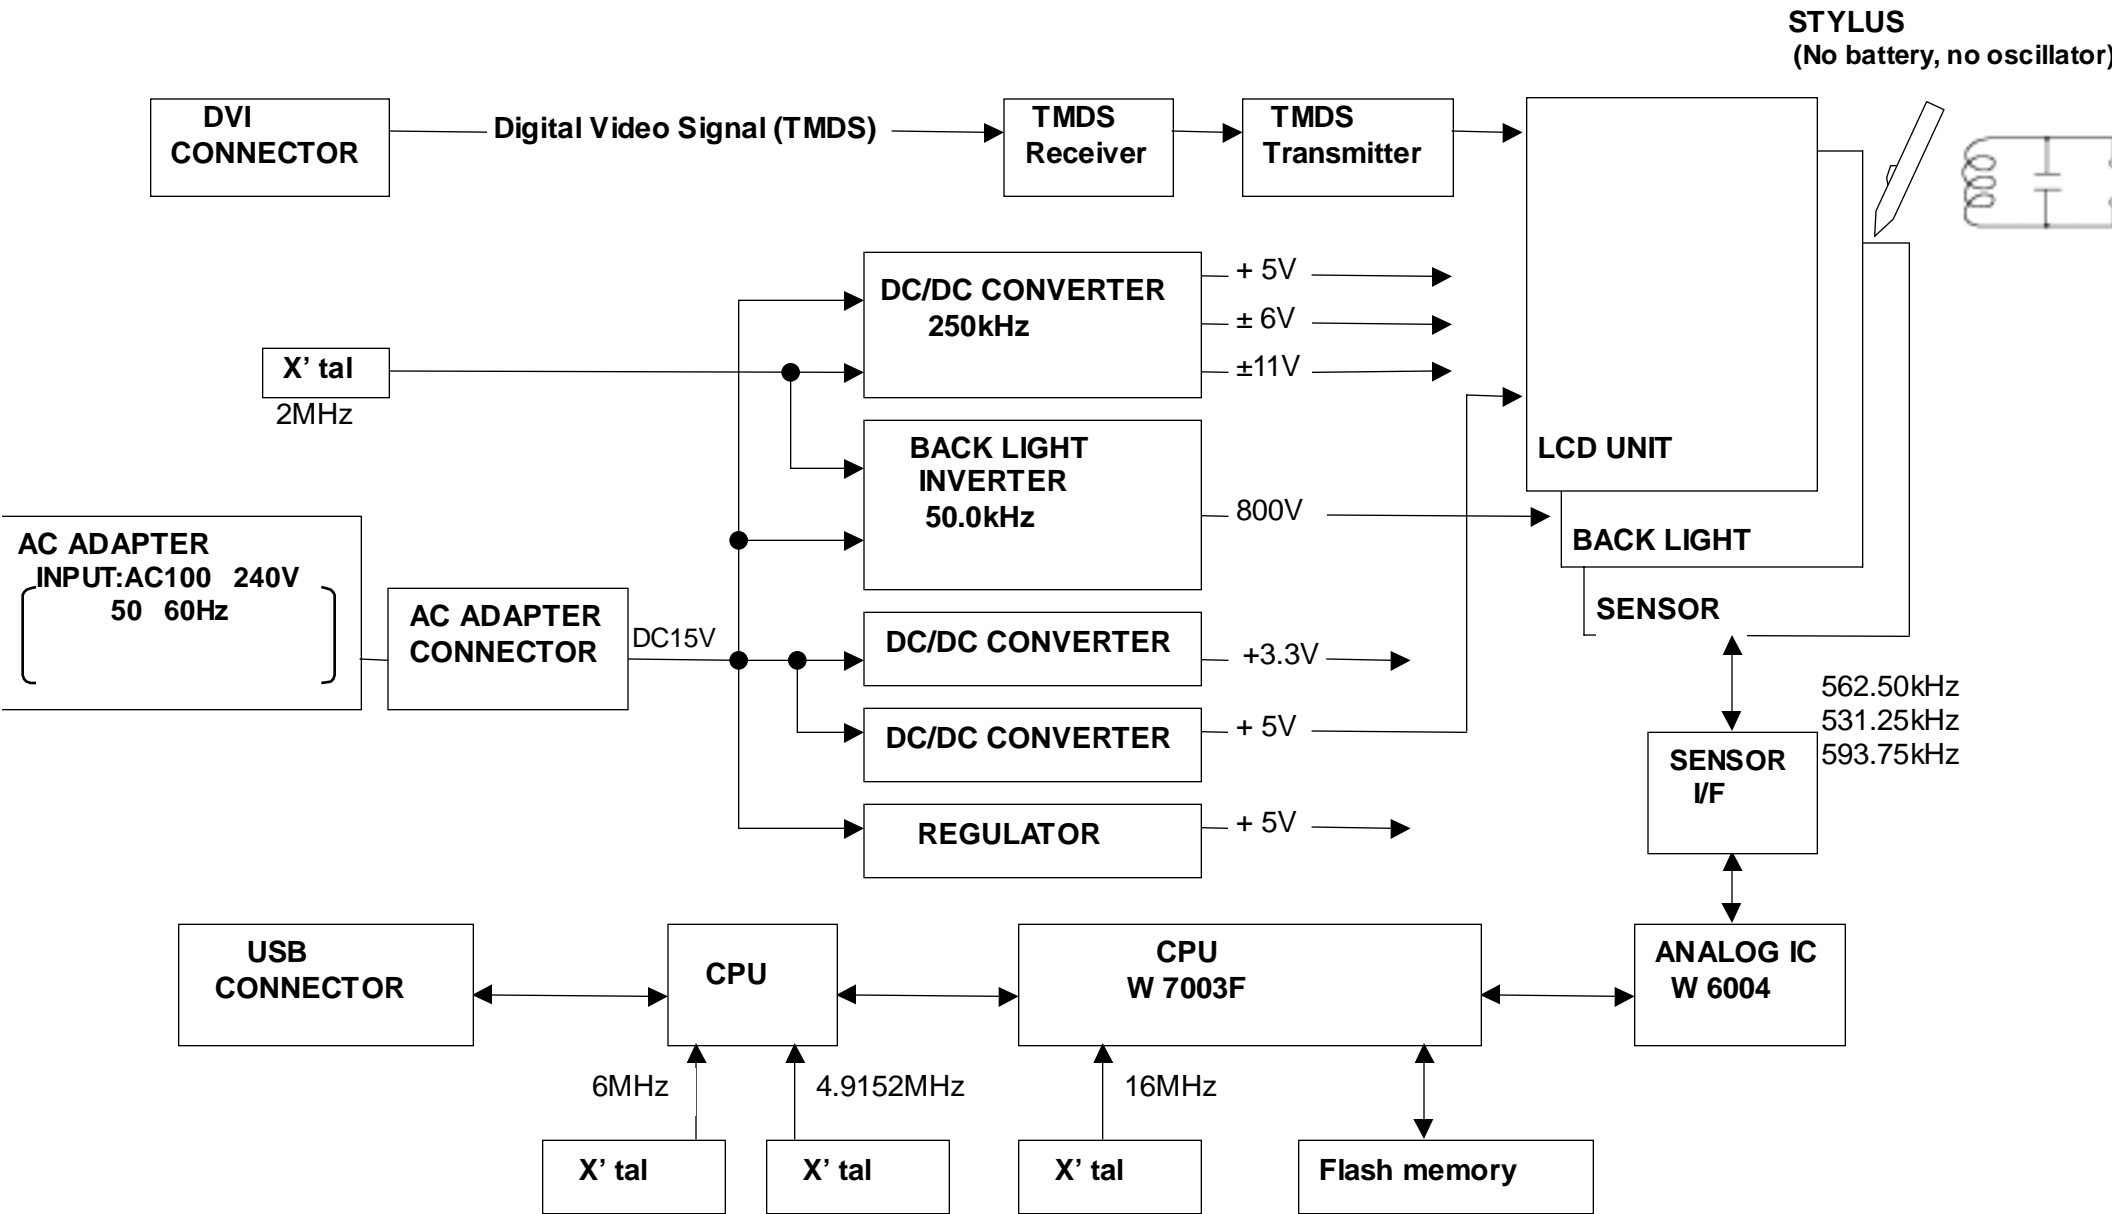 STYLUS
(No battery, no oscillator)
DVI
CONNECTOR
Digital Video Signal (TMDS)
TMDS
Receiver
TMDS
Transmitter
DC/DC CONVERTER
250kHz
+ 5V
± 6V
±11V
X’ tal
2MHz
BACK LIGHT
INVERTER
50.0kHz
800V
LCD UNIT
BACK LIGHT
SENSOR
AC ADAPTER
INPUT:AC100 240V
50 60Hz
AC ADAPTER
CONNECTOR
DC15V
DC/DC CONVERTER
+3.3V
DC/DC CONVERTER
+ 5V
REGULATOR
+ 5V
562.50kHz
531.25kHz
593.75kHz
SENSOR
I/F
USB
CONNECTOR
CPU
CPU
W 7003F
ANALOG IC
W 6004
6MHz
4.9152MHz
16MHz
X’ tal
X’ tal
X’ tal
Flash memory